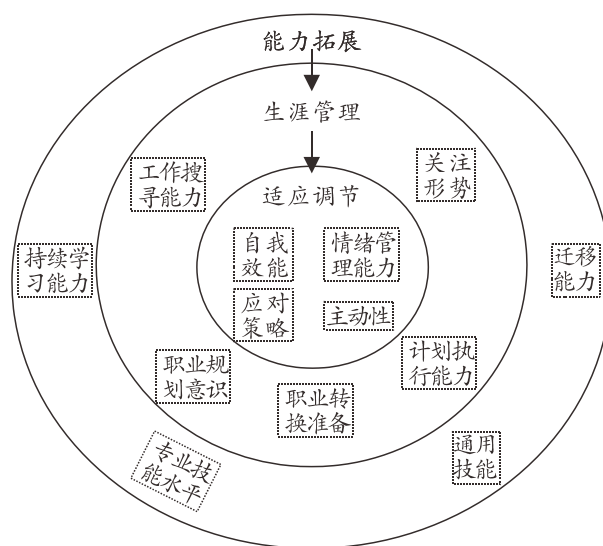 能力拓展
生涯管理
关注
形势
工作搜
寻能力
适应调节
自我
效能
情绪管
理能力
持续学
习能力
迁移
能力
应对
策略
主动性
计划执
行能力
职业规
划意识
职业转
换准备
专业技
能水平
通用
技能